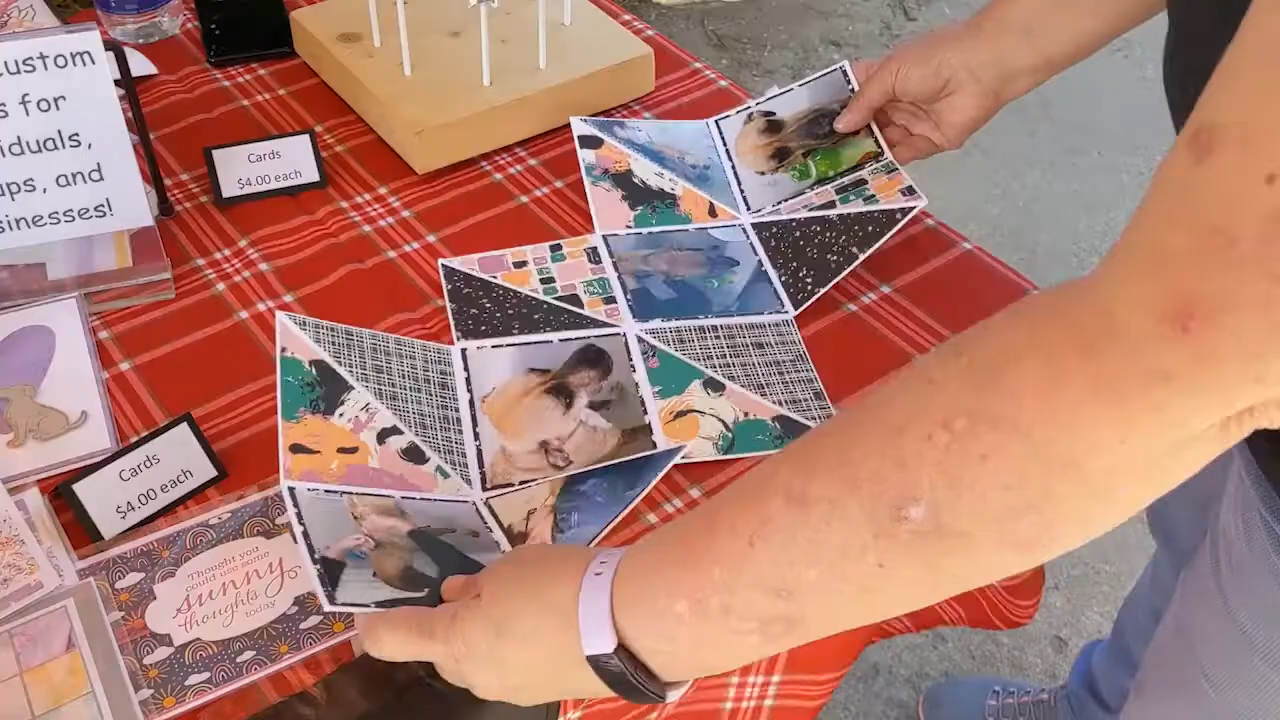 ustom
s for
iduals,
ups, and
sinesses!
Cards
$4.00 each
Cards
$4.00 each
Thought you
could use some
sunny
thoughts
today